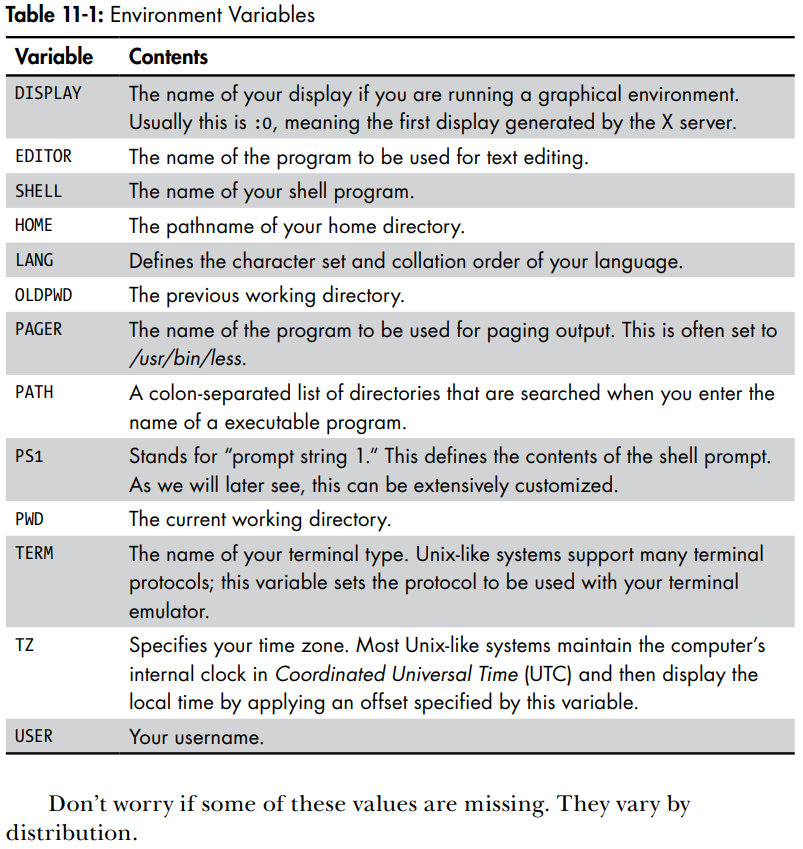 Table 11-1: Environment Variables
Variable Contents
DISPLAY The name of your display if you are running a graphical environment.
Usually this is :0, meaning the first display generated by the X server.
EDITOR The name of the program to be used for text editing.
SHELL The name of your shell program.
HOME The pathname of your home directory.
LANG Defines the character set and collation order of your language.
OLDPWD The previous working directory.
PAGER The name of the program to be used for paging output. This is often set to
/usr/bin/less.
PATH A colon-separated list of directories that are searched when you enter the
name of a executable program.
PS1 Stands for “prompt string 1.“ This defines the contents of the shell prompt.
As we will later see, this can be extensively customized.
PWD The current working directory.
TERM The name of your terminal type. Unix-like systems support many terminal
protocols; this variable sets the protocol to be used with your terminal
emulator.
TZ Specifies your time zone. Most Unix-like systems maintain the computer’s
internal clock in Coordinated Universal Time (UTC) and then display the
local time by applying an offset specified by this variable.
USER Your username.
Don’t worry if some of these values are missing. They vary by
distribution.